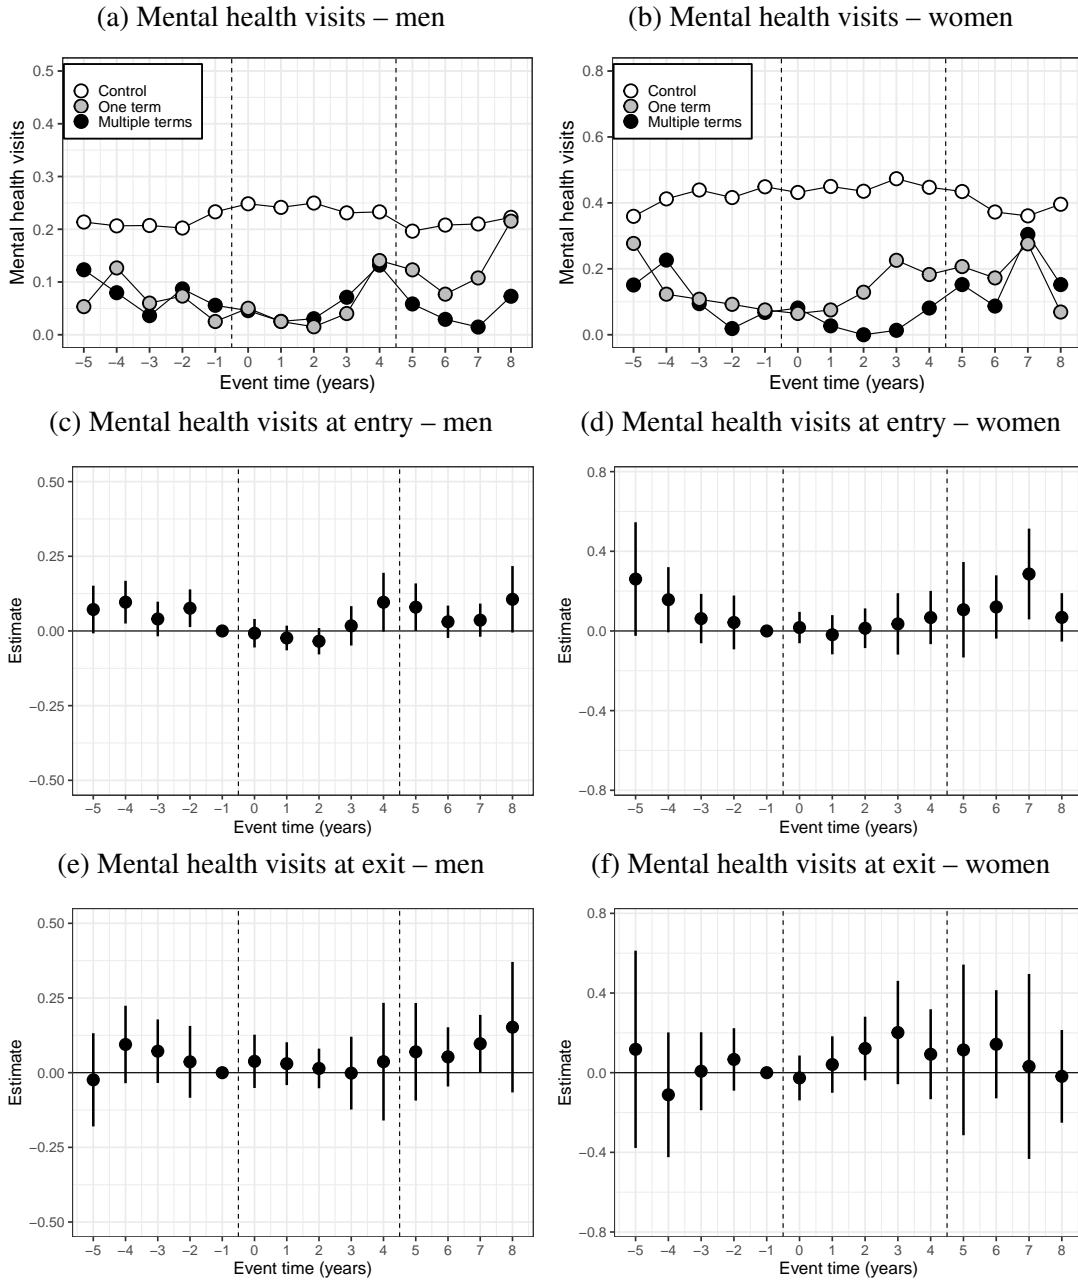 (a) Mental health visits – men
Mental health visits
0.5
0.4
0.3
0.2
0.1
0.0
Control
One term
Multiple terms
−5 −4 −3 −2 −1 0 1 2 3 4 5 6 7 8
Event time (years)
(b) Mental health visits – women
Mental health visits
0.8
0.6
0.4
0.2
0.0
Control
One term
Multiple terms
−5 −4 −3 −2 −1 0 1 2 3 4 5 6 7 8
Event time (years)
(c) Mental health visits at entry – men
Estimate
0.50
0.25
0.00
−0.25
−0.50
−5 −4 −3 −2 −1 0 1 2 3 4 5 6 7 8
Event time (years)
(d) Mental health visits at entry – women
Estimate
0.8
0.4
0.0
−0.4
−0.8
−5 −4 −3 −2 −1 0 1 2 3 4 5 6 7 8
Event time (years)
(e) Mental health visits at exit – men
Estimate
0.50
0.25
0.00
−0.25
−0.50
−5 −4 −3 −2 −1 0 1 2 3 4 5 6 7 8
Event time (years)
(f) Mental health visits at exit – women
Estimate
0.8
0.4
0.0
−0.4
−0.8
−5 −4 −3 −2 −1 0 1 2 3 4 5 6 7 8
Event time (years)